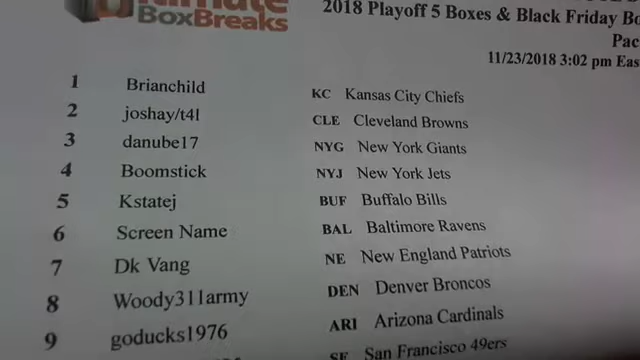 BoxBreaks
2018 Playoff 5 Boxes & Black Friday
11/23/2018 3:02 pm
1 Brianchild KC Kansas City Chiefs
2 joshay/t4l CLE Cleveland Browns
3 danube17 NYG New York Giants
4 Boomstick NYJ New York Jets
5 Kstatej BUF Buffalo Bills
6 Screen Name BAL Baltimore Ravens
7 Dk Vang NE New England Patriots
8 Woody311army DEN Denver Broncos
9 goducks1976 ARI Arizona Cardinals
SF San Francisco 49ers